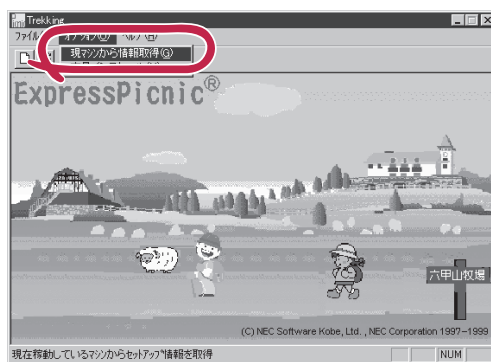 Trekking
ファイル(F) オプション(O) ヘルプ(H)
現マシンから情報取得(G)
ExpressPicnic®
六甲山牧場
(C) NEC Software Kobe, Ltd. , NEC Corporation 1997-1999
現在稼動しているマシンからセットアップ情報を取得
NUM